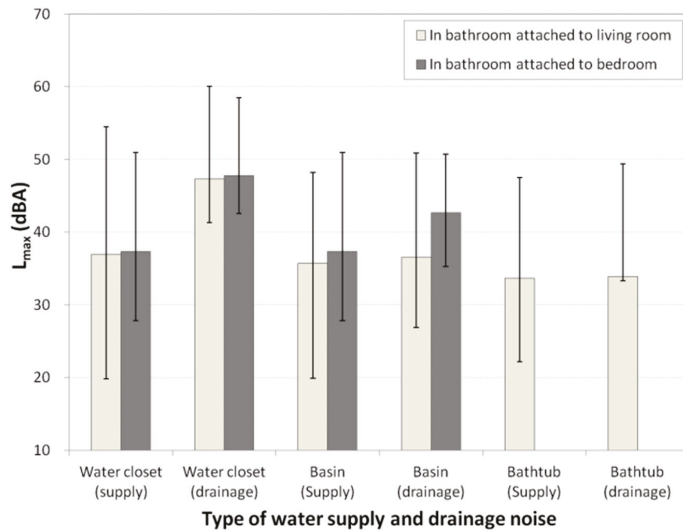 70
60
50
40
30
20
10
L_max (dBA)
In bathroom attached to living room
In bathroom attached to bedroom
Water closet
(supply)
Water closet
(drainage)
Basin
(Supply)
Basin
(drainage)
Bathtub
(Supply)
Bathtub
(drainage)
Type of water supply and drainage noise